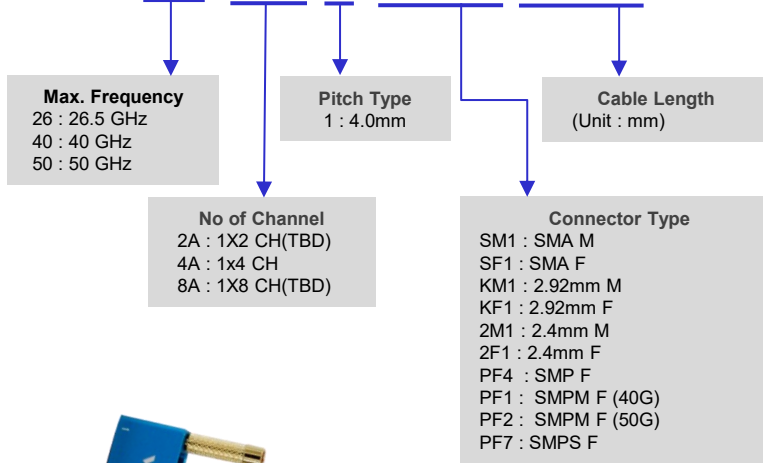 Max. Frequency
26 : 26.5 GHz
40 : 40 GHz
50 : 50 GHz
Pitch Type
1 : 4.0mm
Cable Length
(Unit : mm)
No of Channel
2A : 1X2 CH(TBD)
4A : 1x4 CH
8A : 1X8 CH(TBD)
Connector Type
SM1 : SMA M
SF1 : SMA F
KM1 : 2.92mm M
KF1 : 2.92mm F
2M1 : 2.4mm M
2F1 : 2.4mm F
PF4 : SMP F
PF1 : SMPM F (40G)
PF2 : SMPM F (50G)
PF7 : SMPS F